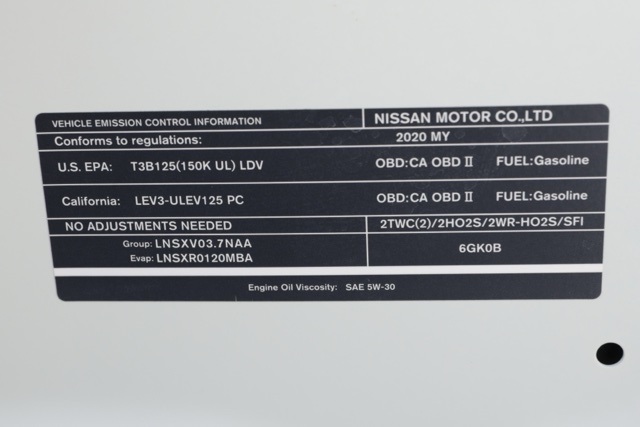 VEHICLE EMISSION CONTROL INFORMATION NISSAN MOTOR CO.,LTD
Conforms to regulations: 2020 MY
U.S. EPA: T3B125(150K UL) LDV OBD:CA OBD II FUEL:Gasoline
California: LEV3-ULEV125 PC OBD:CA OBD II FUEL:Gasoline
NO ADJUSTMENTS NEEDED 2TWC(2)/2HO2S/2WR-HO2S/SFI
Group: LNSXV03.7NAA 6GK0B
Evap: LNSXR0120MBA
Engine Oil Viscosity: SAE 5W-30